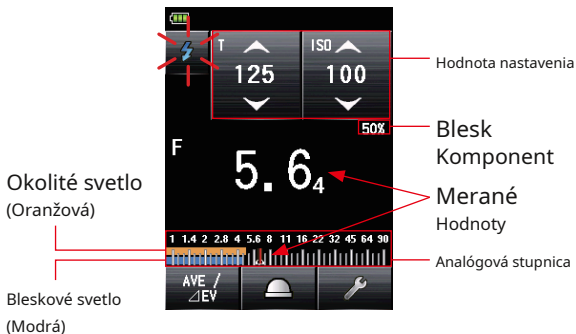 T
ISO
125
100
Hodnota nastavenia
50%
Blesk
Komponent
F
5.6 4
Okolité svetlo
(Oranžová)
Merané
Hodnoty
1 1.4 2 2.8 4 5.6 8 11 16 22 32 45 64 90
Analógová stupnica
AVE /
⊿EV
Bleskové svetlo
(Modrá)